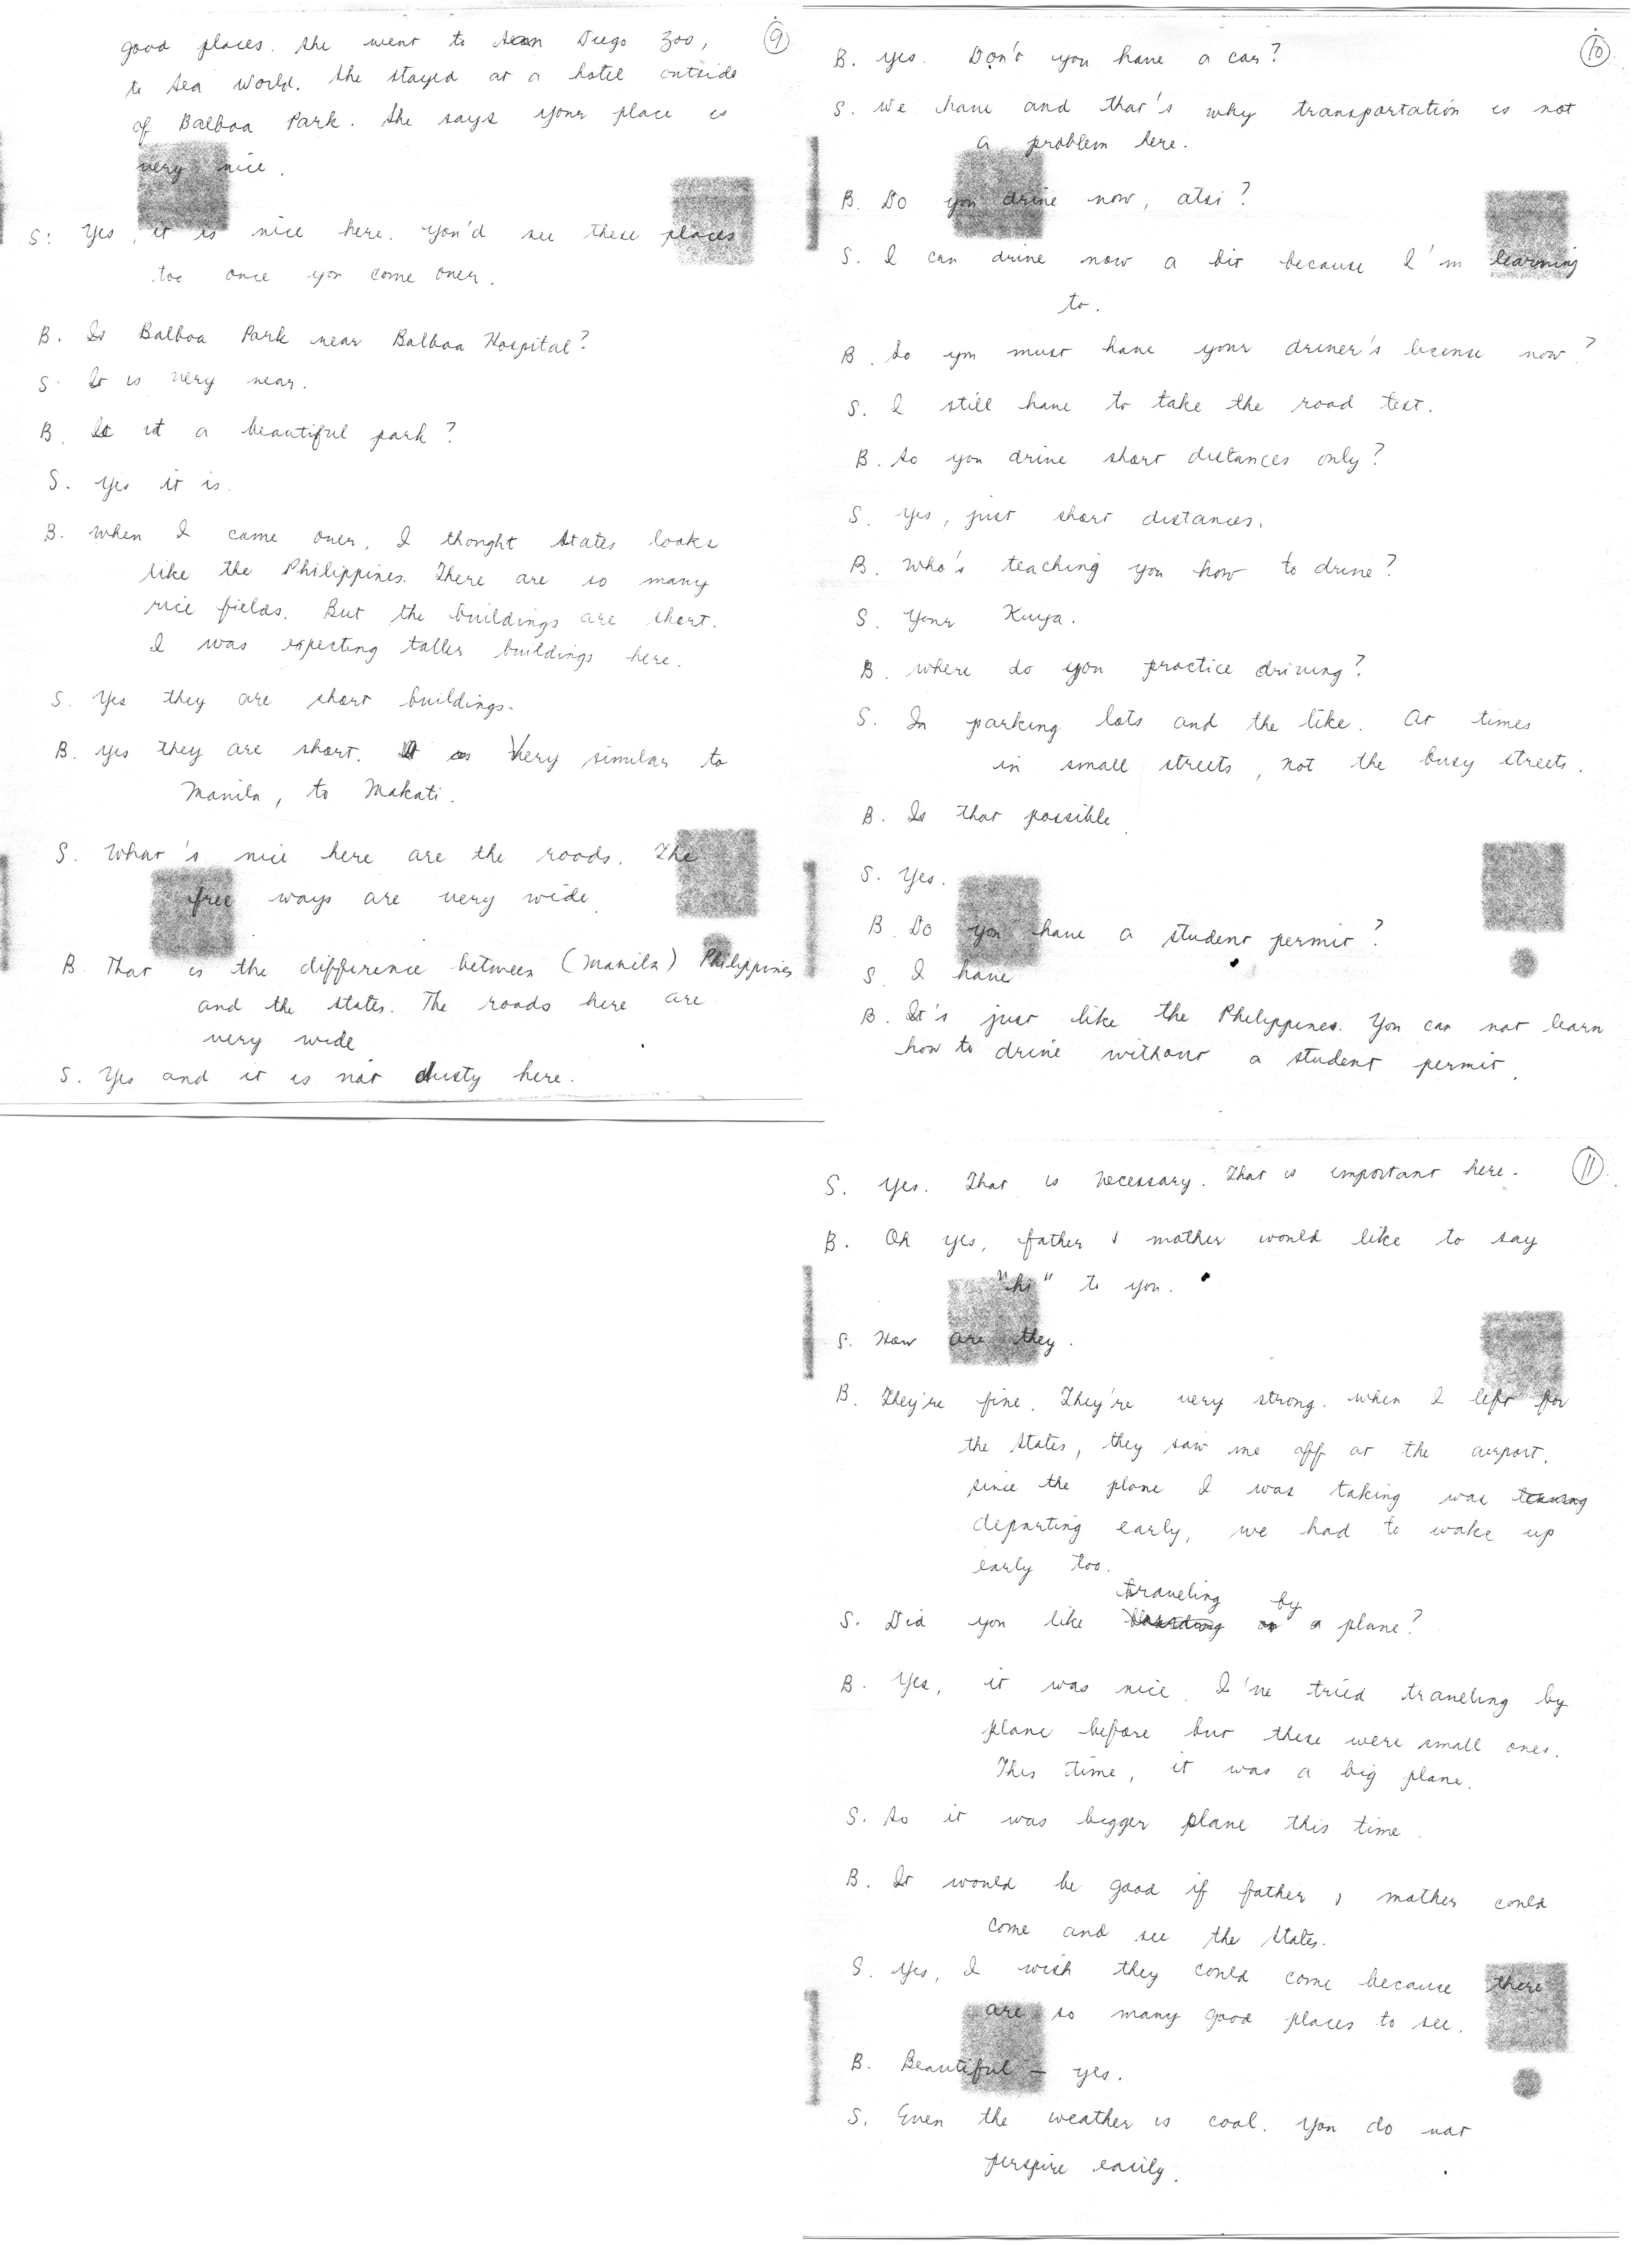 9
good places. She went to San Diego Zoo,
to Sea World. She stayed at a hotel outside
of Balboa Park. She says your place is
very nice.
S: Yes, it is nice here. You'd see these places
too once you come over.
B. Is Balboa Park near Balboa Hospital?
S. It is very near.
B. Is it a beautiful park?
S. Yes it is.
B. When I came over, I thought States looks
like the Philippines. There are so many
rice fields. But the buildings are short.
I was expecting taller buildings here.
S. Yes they are short buildings.
B. Yes they are short. Very similar to
Manila, to Makati.
S. What's nice here are the roads. The
free ways are very wide.
B. That is the difference between (Manila) Philippines
and the States. The roads here are
very wide
S. Yes and it is not dusty here.
10
B. Yes. Don't you have a car?
S. We have and that's why transportation is not
a problem here.
B. Do you drive now, atsi?
S. I can drive now a bit because I'm learning
to.
B. So you must have your driver's license now?
S. I still have to take the road test.
B. So you drive short distances only?
S. Yes, just short distances.
B. Who's teaching you how to drive?
S. Your Kuya.
B. Where do you practice driving?
S. In parking lots and the like. At times
in small streets, not the busy streets.
B. Is that possible
S. Yes.
B. Do you have a student permit?
S. I have
B. It's just like the Philippines. You can not learn
how to drive without a student permit.
11
S. Yes. That is necessary. That is important here.
B. Oh yes, father & mother would like to say
"hi" to you.
S. How are they.
B. They're fine. They're very strong. When I left for
the States, they saw me off at the airport.
Since the plane I was taking was
departing early, we had to wake up
early too.
S. Did you like traveling by a plane?
B. Yes, it was nice. I've tried traveling by
plane before but these were small ones.
This time, it was a big plane.
S. So it was bigger plane this time.
B. It would be good if father & mother could
come and see the States.
S. Yes, I wish they could come because there
are so many good places to see.
B. Beautiful – yes.
S. Even the weather is cool. You do not
perspire easily.